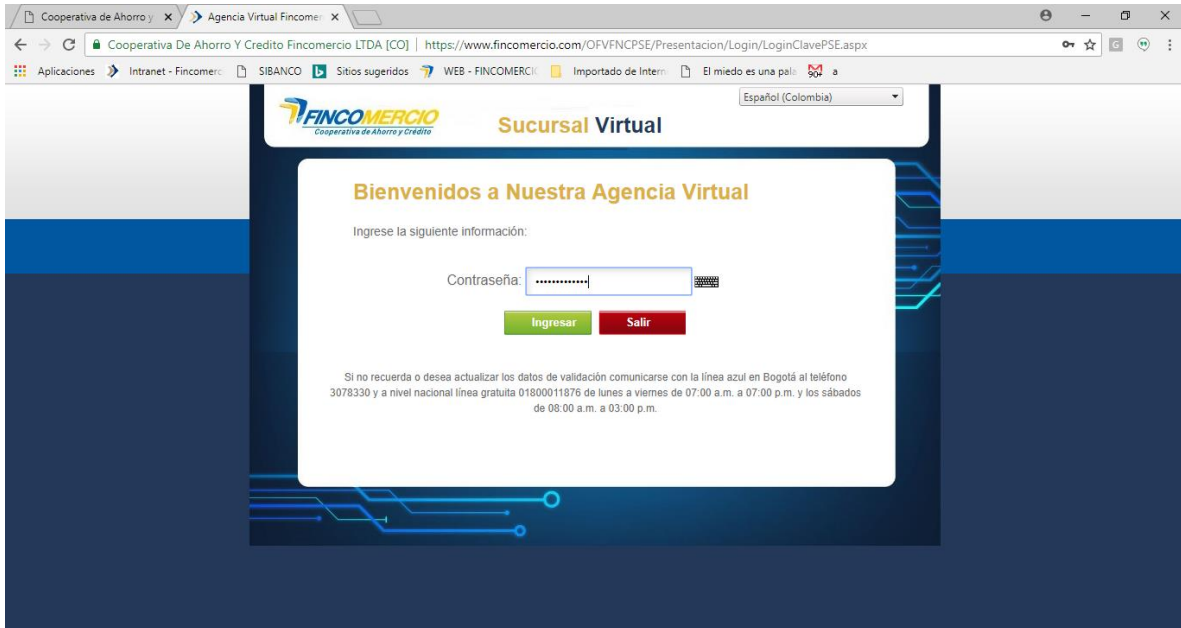 Cooperativa de Ahorro y
Agencia Virtual Fincomer
Cooperativa De Ahorro Y Credito Fincomercio LTDA [CO] | https://www.fincomercio.com/OFVFNCPSE/Presentacion/Login/LoginClavePSE.aspx
Aplicaciones Intranet - Fincomerc SIBANCO Sitios sugeridos WEB - FINCOMERCI Importado de Intern El miedo es una pala 904 a
Español (Colombia)
FINCOMERCIO
Cooperativa de Ahorro y Crédito
Sucursal Virtual
Bienvenidos a Nuestra Agencia Virtual
Ingrese la siguiente información:
Contraseña: •••••••••••••
Ingresar Salir
Si no recuerda o desea actualizar los datos de validación comunicarse con la línea azul en Bogotá al teléfono
3078330 y a nivel nacional línea gratuita 01800011876 de lunes a viernes de 07:00 a.m. a 07:00 p.m. y los sábados
de 08:00 a.m. a 03:00 p.m.